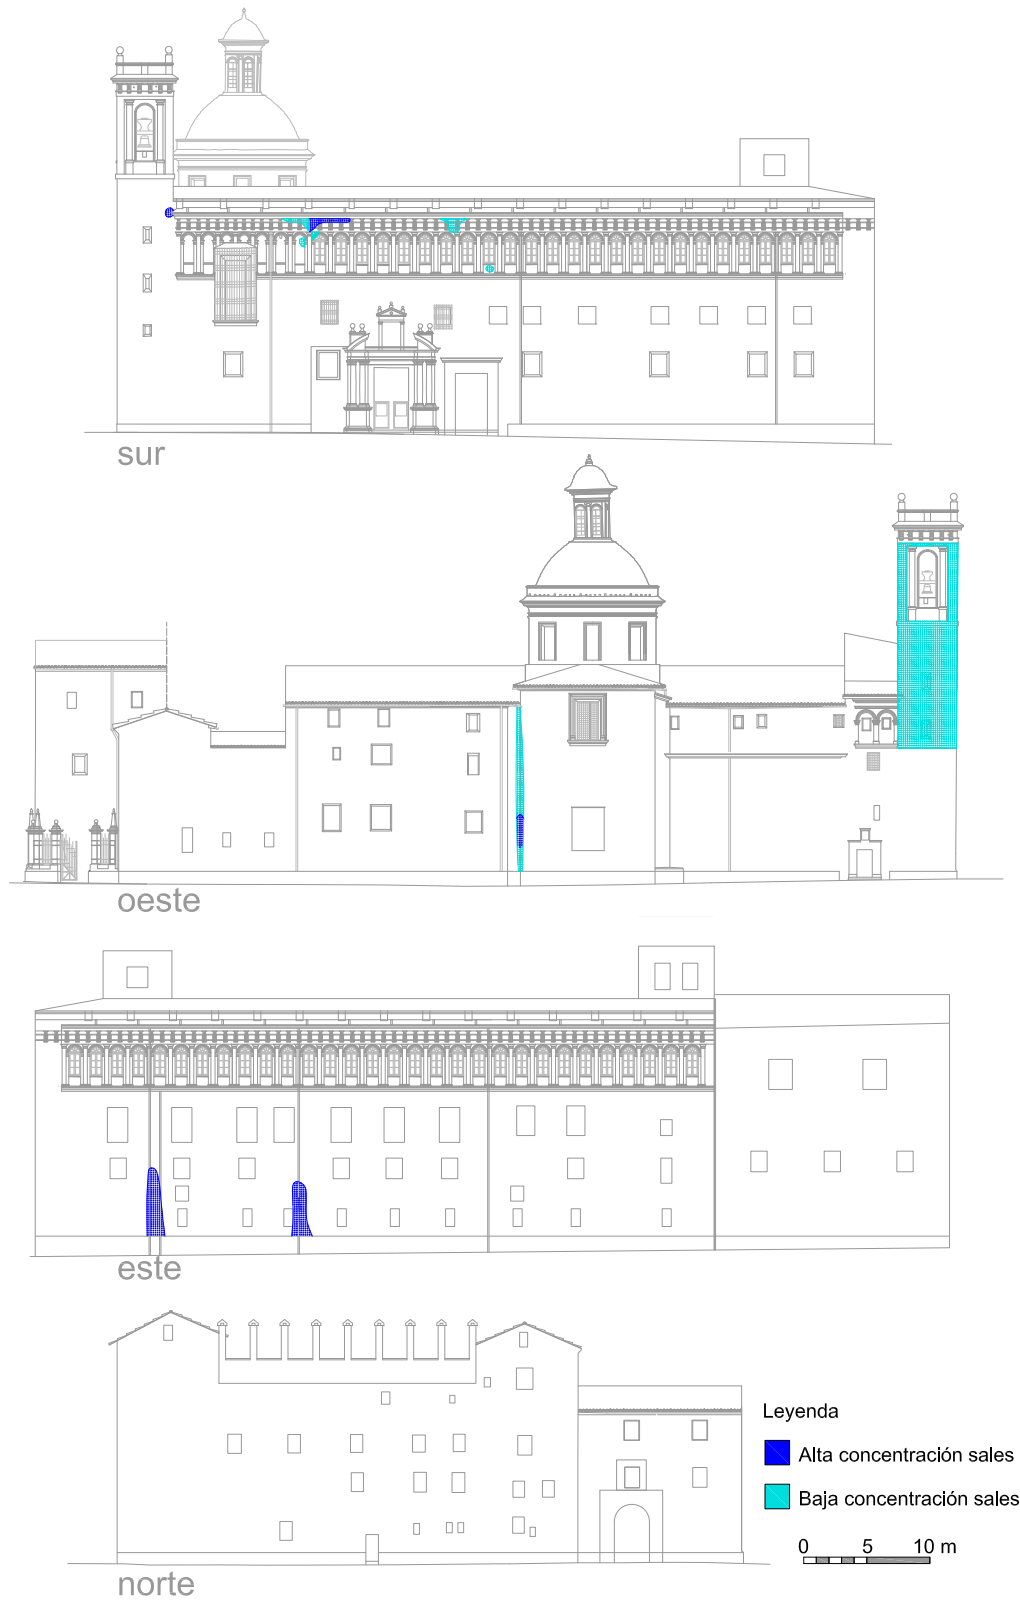 sur
oeste
este
norte
Leyenda
Alta concentración sales
Baja concentración sales
0 5 10 m